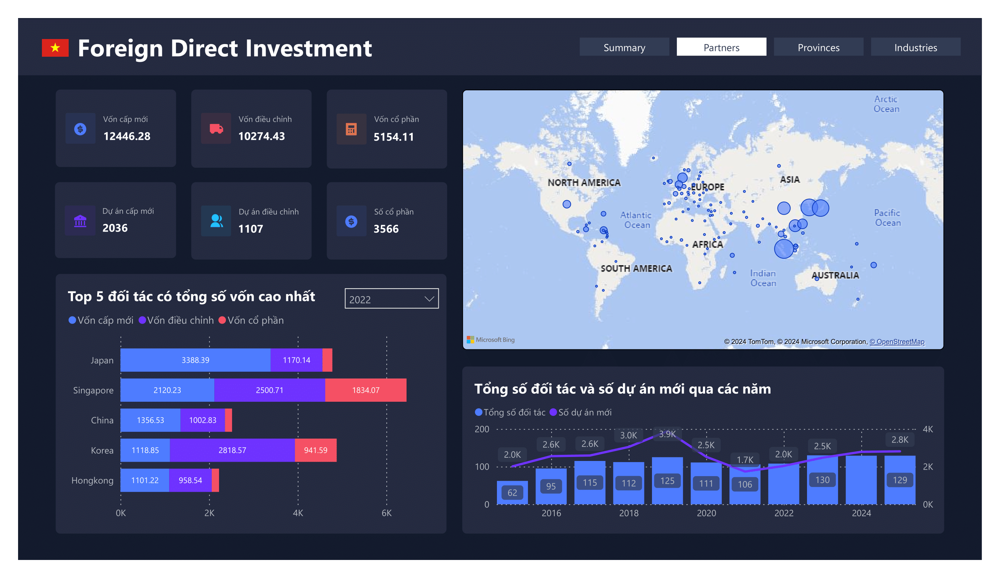 Foreign Direct Investment
Summary
Partners
Provinces
Industries
Vốn cấp mới
12446.28
Vốn điều chỉnh
10274.43
Vốn cổ phần
5154.11
Dự án cấp mới
2036
Dự án điều chỉnh
1107
Số cổ phần
3566
Arctic
Ocean
NORTH AMERICA
EUROPE
ASIA
Atlantic
Ocean
Pacific
Ocean
AFRICA
SOUTH AMERICA
Indian
Ocean
AUSTRALIA
Microsoft Bing
© 2024 TomTom, © 2024 Microsoft Corporation, © OpenStreetMap
Top 5 đối tác có tổng số vốn cao nhất
2022
Vốn cấp mới Vốn điều chỉnh Vốn cổ phần
Japan 3388.39 1170.14
Singapore 2120.23 2500.71 1834.07
China 1356.53 1002.83
Korea 1118.85 2818.57 941.59
Hongkong 1101.22 958.54
0K 2K 4K 6K
Tổng số đối tác và số dự án mới qua các năm
Tổng số đối tác Số dự án mới
200
100
0
4K
2K
0K
2.0K 2.6K 2.6K 3.0K 3.9K 2.5K 1.7K 2.0K 2.5K 2.8K
62 95 115 112 125 111 106 130 129
2016 2018 2020 2022 2024